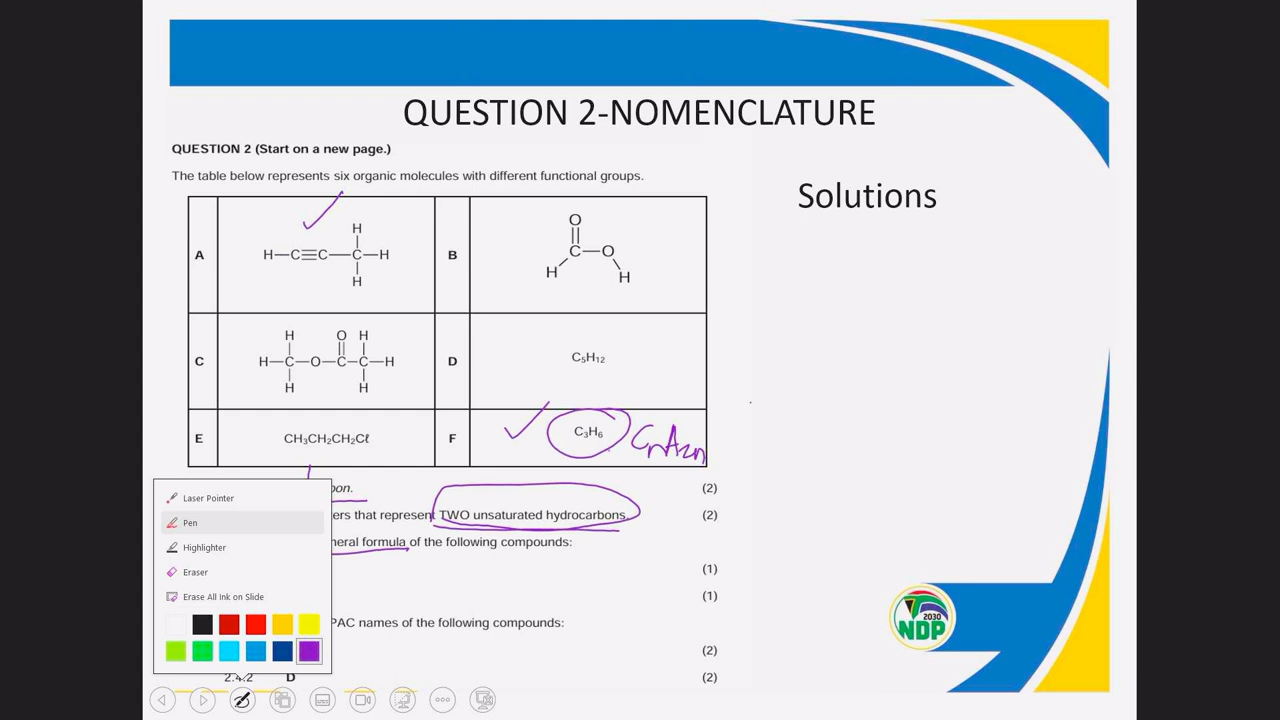 QUESTION 2-NOMENCLATURE
QUESTION 2 (Start on a new page.)
The table below represents six organic molecules with different functional groups.
Solutions
A
H—C≡C—C—H
H
H
B
O
C—O
H
H
C
H O H
H—C—O—C—C—H
H H
D
C₅H₁₂
E
CH₃CH₂CH₂Cℓ
F
C₃H₆
bon. (2)
ers that represent TWO unsaturated hydrocarbons. (2)
neral formula of the following compounds:
(1)
(1)
PAC names of the following compounds:
(2)
2.4.2 D (2)
Laser Pointer
Pen
Highlighter
Eraser
Erase All Ink on Slide
2030
NDP